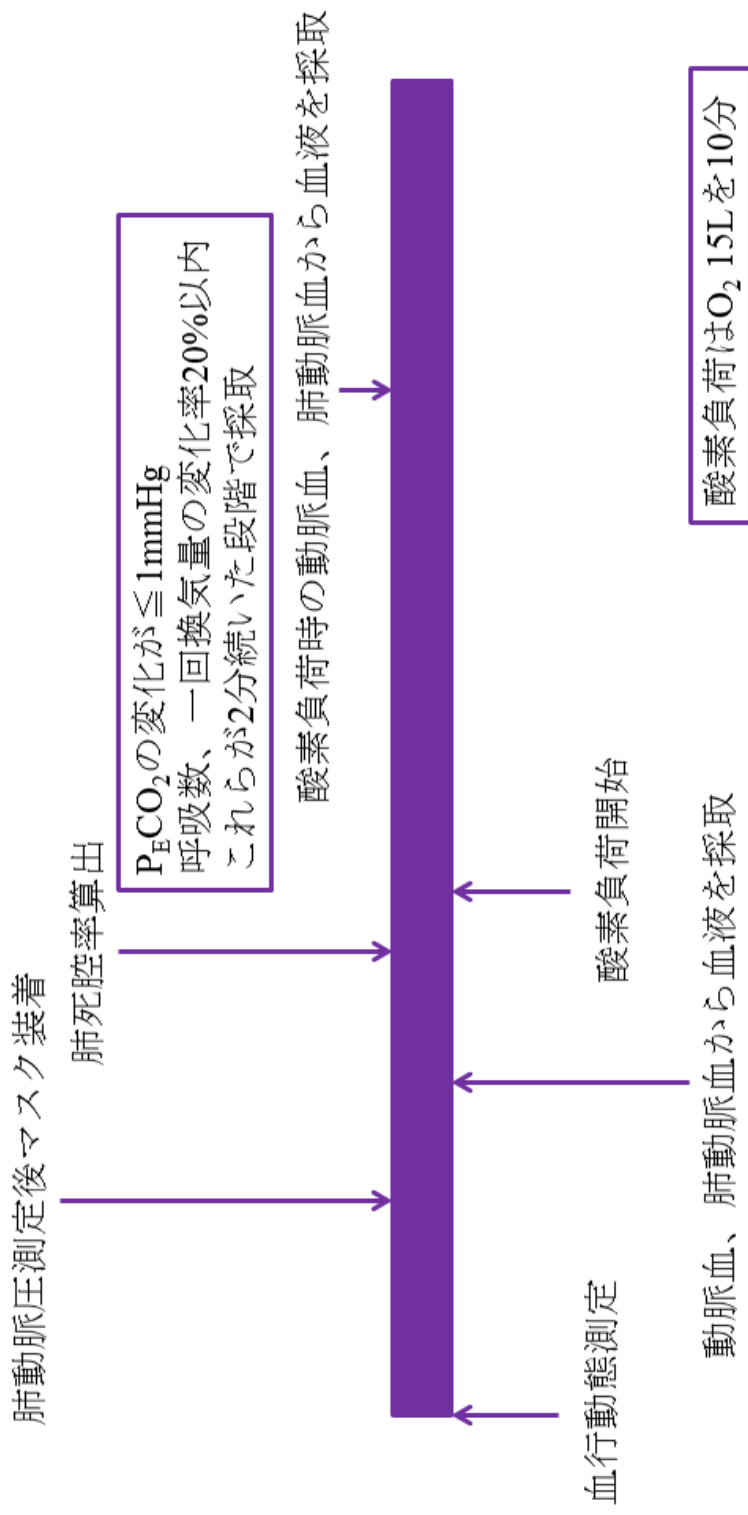 肺動脈圧測定後マスク装着
肺死腔率算出
PECO2の変化が≦1mmHg
呼吸数、一回換気量の変化率20%以内
これらが2分続いた段階で採取
酸素負荷時の動脈血、肺動脈血から血液を採取
血行動態測定
酸素負荷開始
動脈血、肺動脈血から血液を採取
酸素負荷はO2 15Lを10分